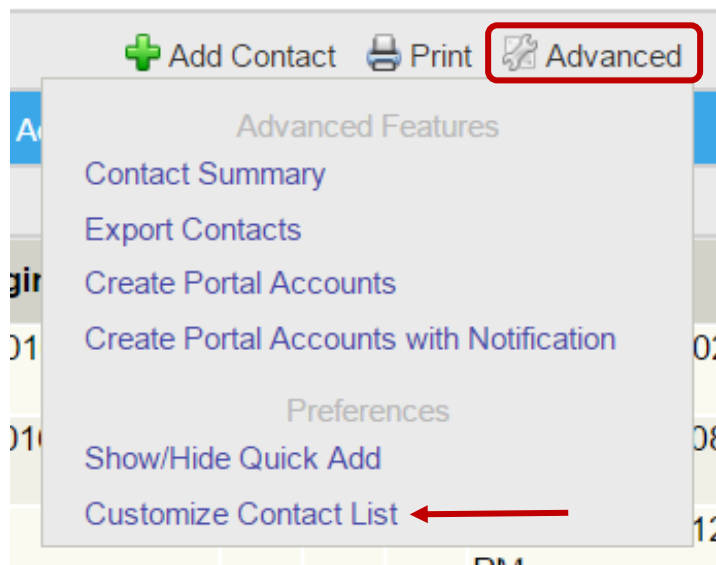 Add Contact Print Advanced
Advanced Features
Contact Summary
Export Contacts
Create Portal Accounts
Create Portal Accounts with Notification
Preferences
Show/Hide Quick Add
Customize Contact List